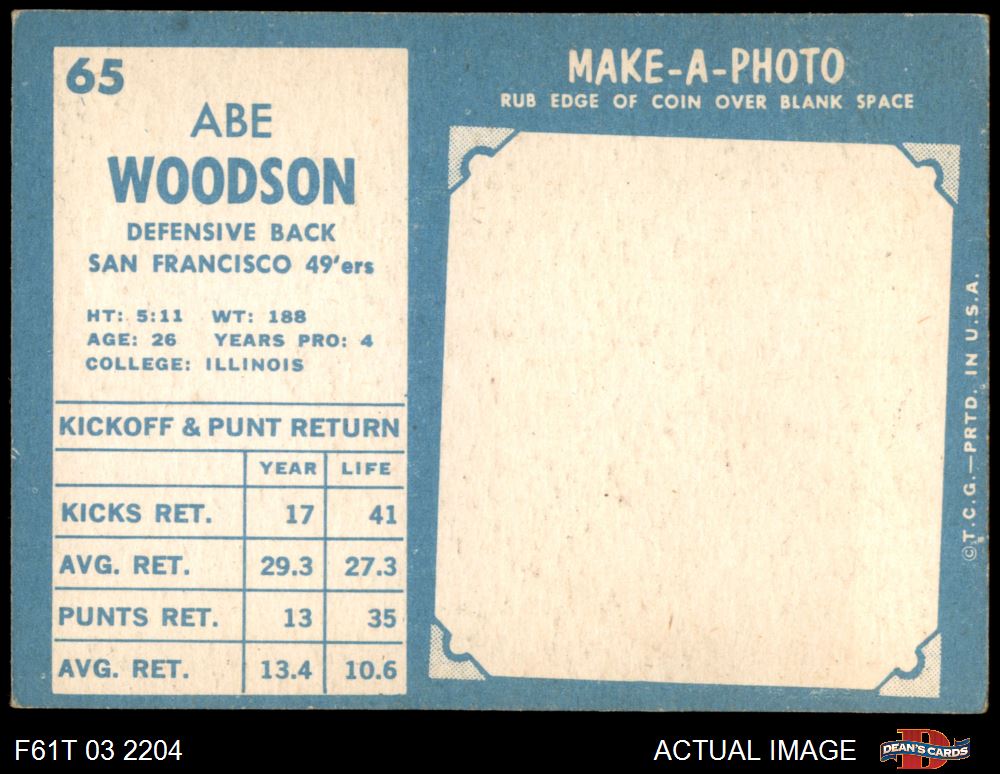 65
ABE
WOODSON
DEFENSIVE BACK
SAN FRANCISCO 49'ers
HT: 5:11 WT: 188
AGE: 26 YEARS PRO: 4
COLLEGE: ILLINOIS
KICKOFF & PUNT RETURN
YEAR LIFE
KICKS RET. 17 41
AVG. RET. 29.3 27.3
PUNTS RET. 13 35
AVG. RET. 13.4 10.6
MAKE-A-PHOTO
RUB EDGE OF COIN OVER BLANK SPACE
© T.C.G.—PRTD. IN U.S.A.
F61T 03 2204
ACTUAL IMAGE
D
DEAN'S CARDS